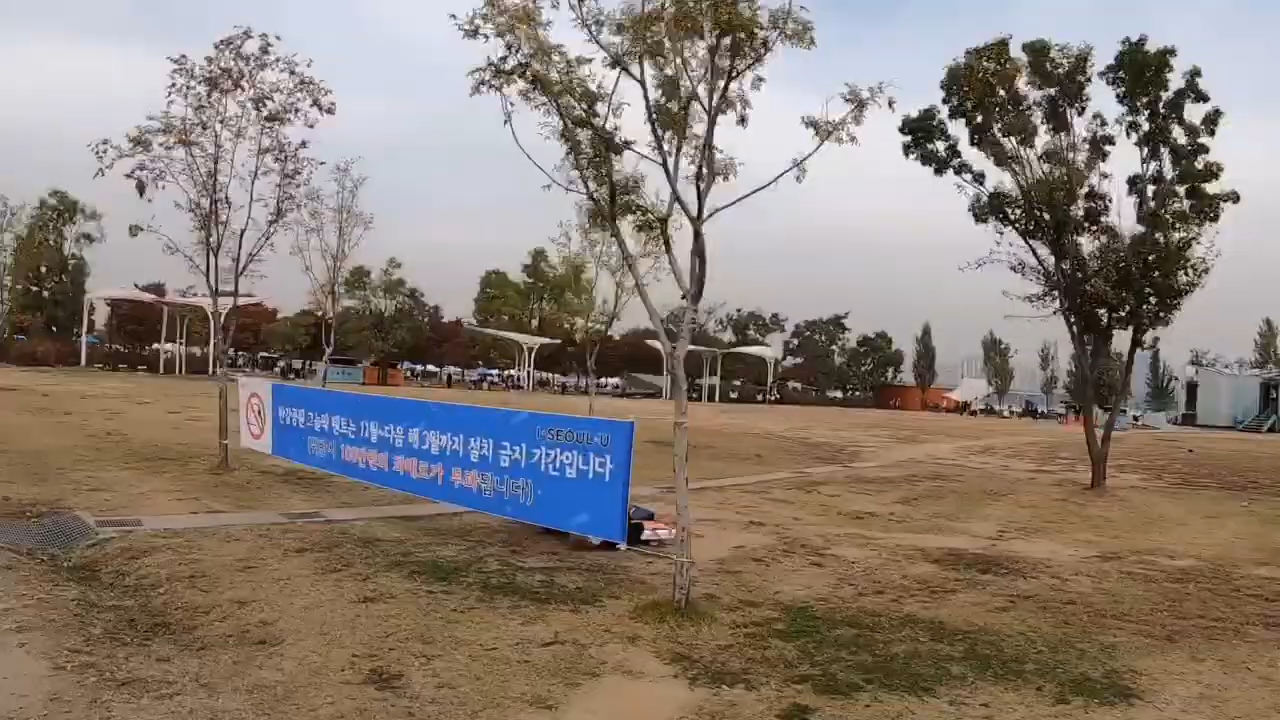 I·SEOUL·U
한강공원 그늘막 텐트는 11월~다음 해 3월까지 설치 금지 기간입니다
100만원의 과태료가 부과됩니다)